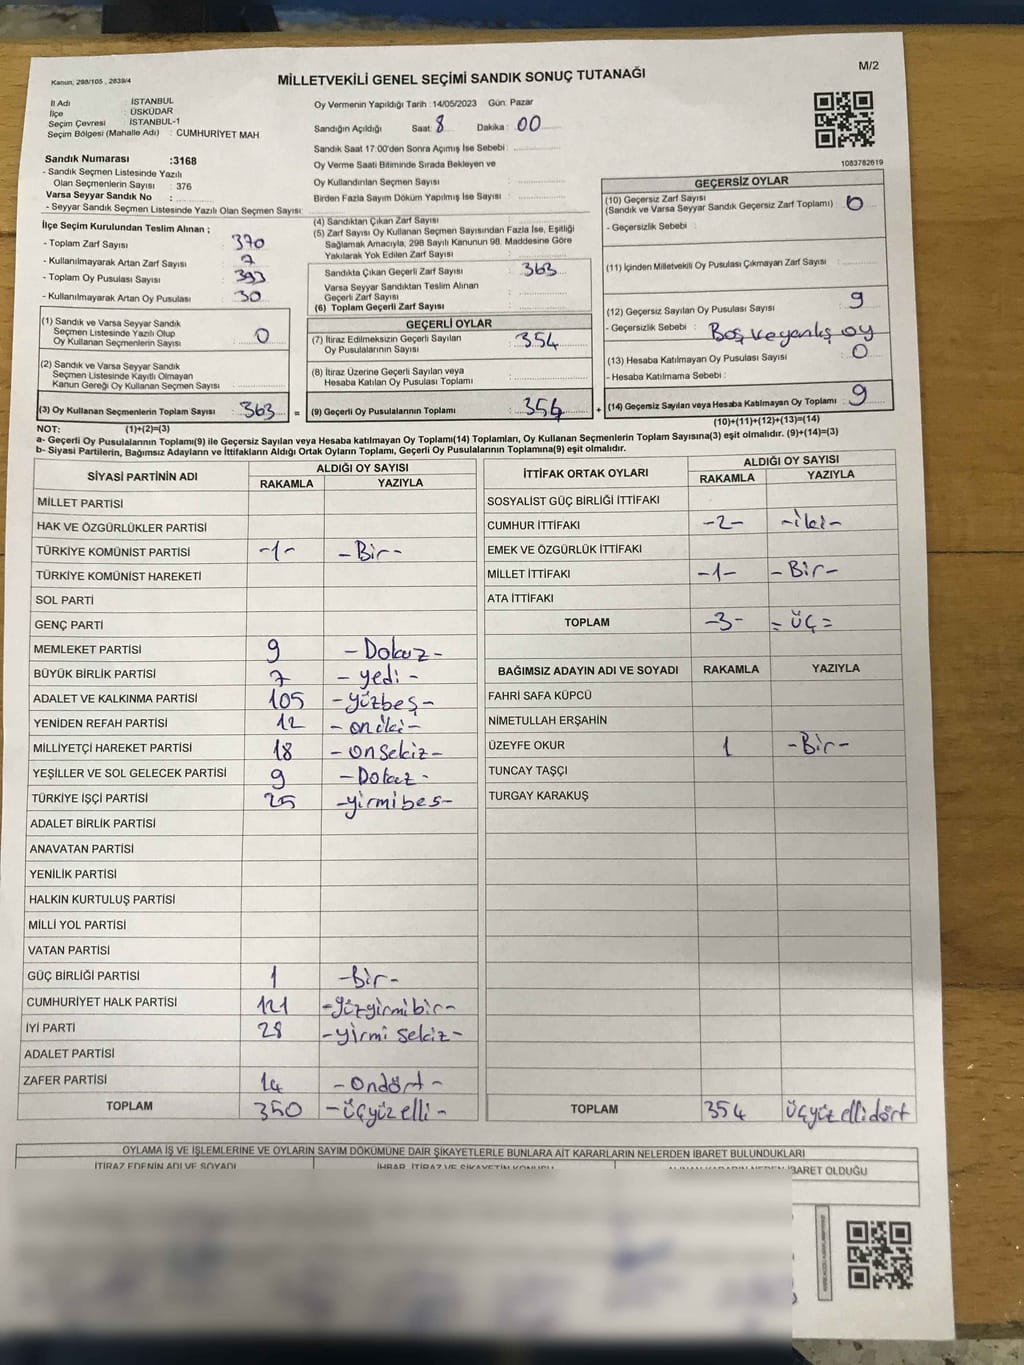 Kanun: 298/105 , 2839/4
MİLLETVEKİLİ GENEL SEÇİMİ SANDIK SONUÇ TUTANAĞI
M/2
İl Adı : İSTANBUL
İlçe : ÜSKÜDAR
Seçim Çevresi : İSTANBUL-1
Seçim Bölgesi (Mahalle Adı) : CUMHURİYET MAH
Sandık Numarası :3168
- Sandık Seçmen Listesinde Yazılı
Olan Seçmenlerin Sayısı : 376
Varsa Seyyar Sandık No :
- Seyyar Sandık Seçmen Listesinde Yazılı Olan Seçmen Sayısı:
Oy Vermenin Yapıldığı Tarih :14/05/2023 Gün: Pazar
Sandığın Açıldığı Saat: 8 Dakika : 00
Sandık Saat 17:00'den Sonra Açımış İse Sebebi :
Oy Verme Saati Bitiminde Sırada Bekleyen ve
Oy Kullandırılan Seçmen Sayısı :
Birden Fazla Sayım Döküm Yapılmış İse Sayısı :
1083782619
İlçe Seçim Kurulundan Teslim Alınan ;
- Toplam Zarf Sayısı : 370
- Kullanılmayarak Artan Zarf Sayısı : 7
- Toplam Oy Pusulası Sayısı : 393
- Kullanılmayarak Artan Oy Pusulası : 30
(1) Sandık ve Varsa Seyyar Sandık
Seçmen Listesinde Yazılı Olup
Oy Kullanan Seçmenlerin Sayısı : 0
(2) Sandık ve Varsa Seyyar Sandık
Seçmen Listesinde Kayıtlı Olmayan
Kanun Gereği Oy Kullanan Seçmen Sayısı :
(3) Oy Kullanan Seçmenlerin Toplam Sayısı : 363 =
(4) Sandıktan Çıkan Zarf Sayısı :
(5) Zarf Sayısı Oy Kullanan Seçmen Sayısından Fazla İse, Eşitliği
Sağlamak Amacıyla, 298 Sayılı Kanunun 98. Maddesine Göre
Yakılarak Yok Edilen Zarf Sayısı :
Sandıkta Çıkan Geçerli Zarf Sayısı : 363
Varsa Seyyar Sandıktan Teslim Alınan
Geçerli Zarf Sayısı :
(6) Toplam Geçerli Zarf Sayısı :
GEÇERLİ OYLAR
(7) İtiraz Edilmeksizin Geçerli Sayılan
Oy Pusulalarının Sayısı : 354
(8) İtiraz Üzerine Geçerli Sayılan veya
Hesaba Katılan Oy Pusulası Toplamı :
(9) Geçerli Oy Pusulalarının Toplamı : 354 +
GEÇERSİZ OYLAR
(10) Geçersiz Zarf Sayısı
(Sandık ve Varsa Seyyar Sandık Geçersiz Zarf Toplamı) : 0
- Geçersizlik Sebebi :
(11) İçinden Milletvekili Oy Pusulası Çıkmayan Zarf Sayısı :
(12) Geçersiz Sayılan Oy Pusulası Sayısı : 9
- Geçersizlik Sebebi : Boş ve yanlış oy
(13) Hesaba Katılmayan Oy Pusulası Sayısı : 0
- Hesaba Katılmama Sebebi :
(14) Geçersiz Sayılan veya Hesaba Katılmayan Oy Toplamı : 9
NOT: (1)+(2)=(3)
(10)+(11)+(12)+(13)=(14)
a- Geçerli Oy Pusulalarının Toplamı(9) ile Geçersiz Sayılan veya Hesaba katılmayan Oy Toplamı(14) Toplamları, Oy Kullanan Seçmenlerin Toplam Sayısına(3) eşit olmalıdır. (9)+(14)=(3)
b- Siyasi Partilerin, Bağımsız Adayların ve İttifakların Aldığı Ortak Oyların Toplamı, Geçerli Oy Pusulalarının Toplamına(9) eşit olmalıdır.
SİYASİ PARTİNİN ADI
ALDIĞI OY SAYISI
RAKAMLA YAZIYLA
MİLLET PARTİSİ
HAK VE ÖZGÜRLÜKLER PARTİSİ
TÜRKİYE KOMÜNİST PARTİSİ -1- -Bir-
TÜRKİYE KOMÜNİST HAREKETİ
SOL PARTİ
GENÇ PARTİ
MEMLEKET PARTİSİ 9 -Dokuz-
BÜYÜK BİRLİK PARTİSİ 7 -yedi-
ADALET VE KALKINMA PARTİSİ 105 -yüzbeş-
YENİDEN REFAH PARTİSİ 12 -oniki-
MİLLİYETÇİ HAREKET PARTİSİ 18 -onsekiz-
YEŞİLLER VE SOL GELECEK PARTİSİ 9 -Dokuz-
TÜRKİYE İŞÇİ PARTİSİ 25 -yirmibes-
ADALET BİRLİK PARTİSİ
ANAVATAN PARTİSİ
YENİLİK PARTİSİ
HALKIN KURTULUŞ PARTİSİ
MİLLİ YOL PARTİSİ
VATAN PARTİSİ
GÜÇ BİRLİĞİ PARTİSİ 1 -Bir-
CUMHURİYET HALK PARTİSİ 121 -yüzyirmibir-
İYİ PARTİ 28 -yirmi sekiz-
ADALET PARTİSİ
ZAFER PARTİSİ 14 -Ondört-
TOPLAM 350 -üçyüzelli-
İTTİFAK ORTAK OYLARI
ALDIĞI OY SAYISI
RAKAMLA YAZIYLA
SOSYALİST GÜÇ BİRLİĞİ İTTİFAKI
CUMHUR İTTİFAKI -2- -iki-
EMEK VE ÖZGÜRLÜK İTTİFAKI
MİLLET İTTİFAKI -1- -Bir-
ATA İTTİFAKI
TOPLAM -3- =ÜÇ=
BAĞIMSIZ ADAYIN ADI VE SOYADI RAKAMLA YAZIYLA
FAHRİ SAFA KÜPCÜ
NİMETULLAH ERŞAHİN
ÜZEYFE OKUR 1 -Bir-
TUNCAY TAŞÇI
TURGAY KARAKUŞ
TOPLAM 354 üçyüzellidört
OYLAMA İŞ VE İŞLEMLERİNE VE OYLARIN SAYIM DÖKÜMÜNE DAİR ŞİKAYETLERLE BUNLARA AİT KARARLARIN NELERDEN İBARET BULUNDUKLARI
İTİRAZ EDENİN ADI VE SOYADI
İHBAR, İTİRAZ VE ŞİKAYETİN KONUSU
İBARET OLDUĞU